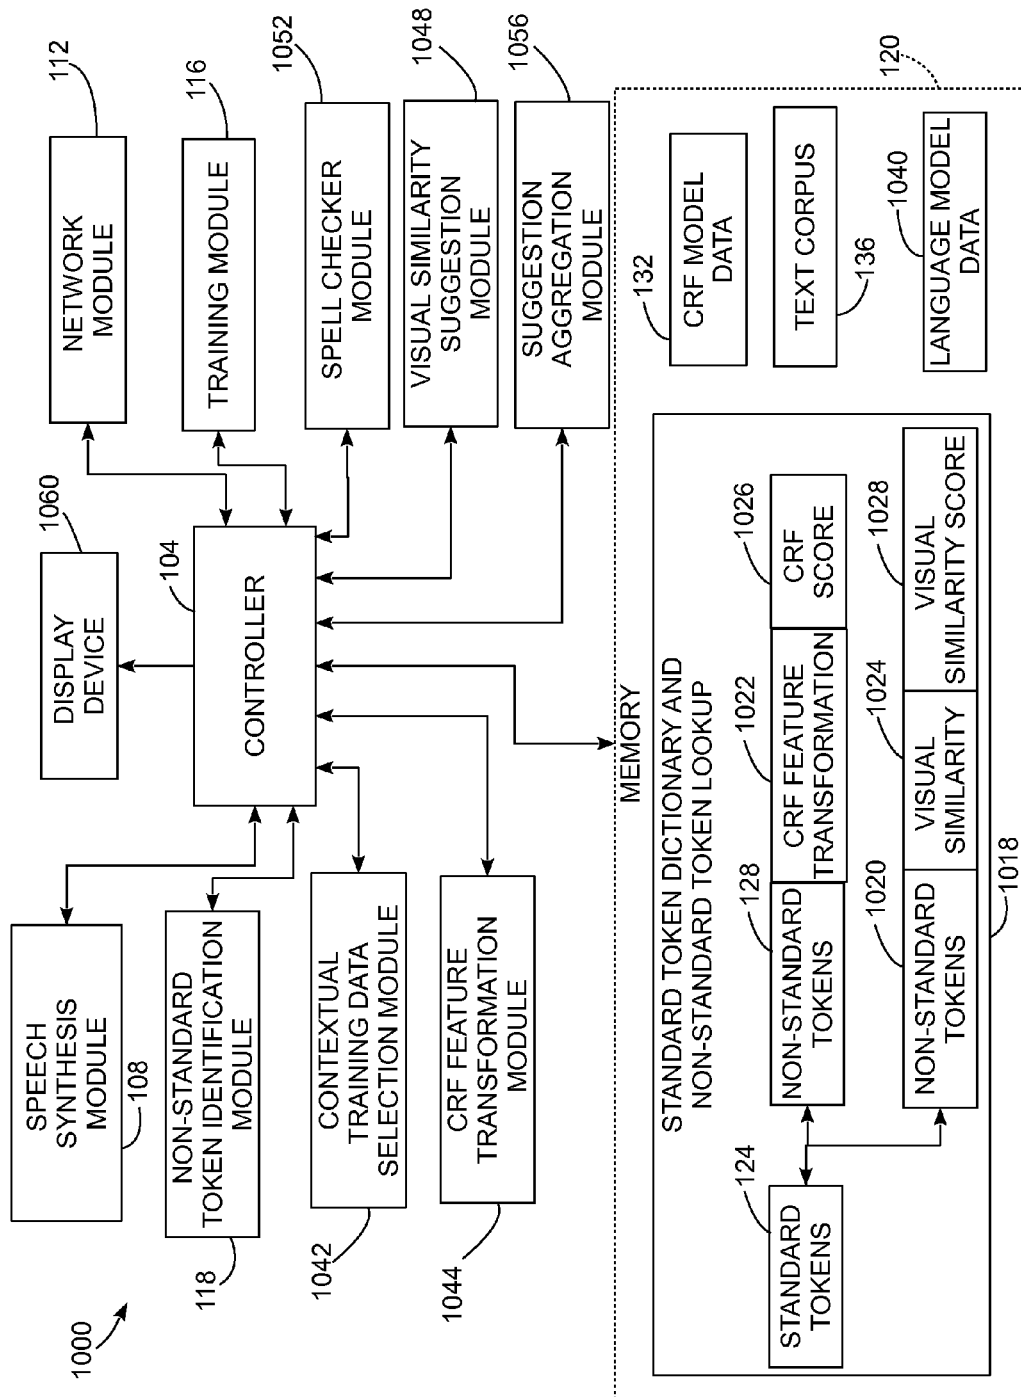 1000
SPEECH
SYNTHESIS
MODULE
108
NON-STANDARD
TOKEN IDENTIFICATION
MODULE
118
CONTEXTUAL
TRAINING DATA
SELECTION MODULE
1042
CRF FEATURE
TRANSFORMATION
MODULE
1044
DISPLAY
DEVICE
1060
CONTROLLER
104
NETWORK
MODULE
112
TRAINING MODULE
116
SPELL CHECKER
MODULE
1052
VISUAL SIMILARITY
SUGGESTION
MODULE
1048
SUGGESTION
AGGREGATION
MODULE
1056
MEMORY
120
STANDARD TOKEN DICTIONARY AND
NON-STANDARD TOKEN LOOKUP
124
STANDARD
TOKENS
128
NON-STANDARD
TOKENS
1022
CRF FEATURE
TRANSFORMATION
1026
CRF
SCORE
1020
NON-STANDARD
TOKENS
1024
VISUAL
SIMILARITY
1028
VISUAL
SIMILARITY SCORE
1018
132
CRF MODEL
DATA
TEXT CORPUS
136
1040
LANGUAGE MODEL
DATA